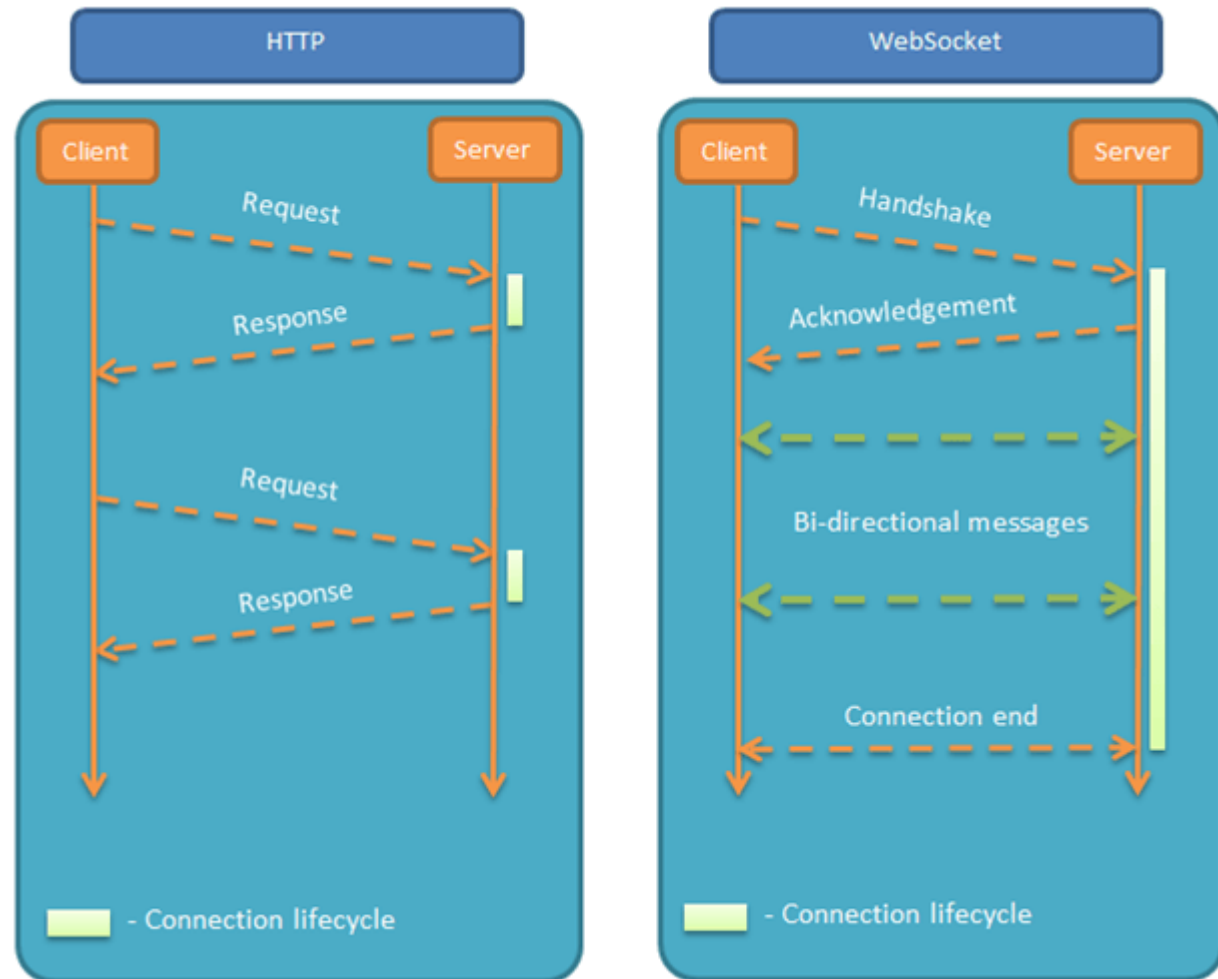 HTTP
Client
Server
Request
Response
Request
Response
- Connection lifecycle
WebSocket
Client
Server
Handshake
Acknowledgement
Bi-directional messages
Connection end
- Connection lifecycle